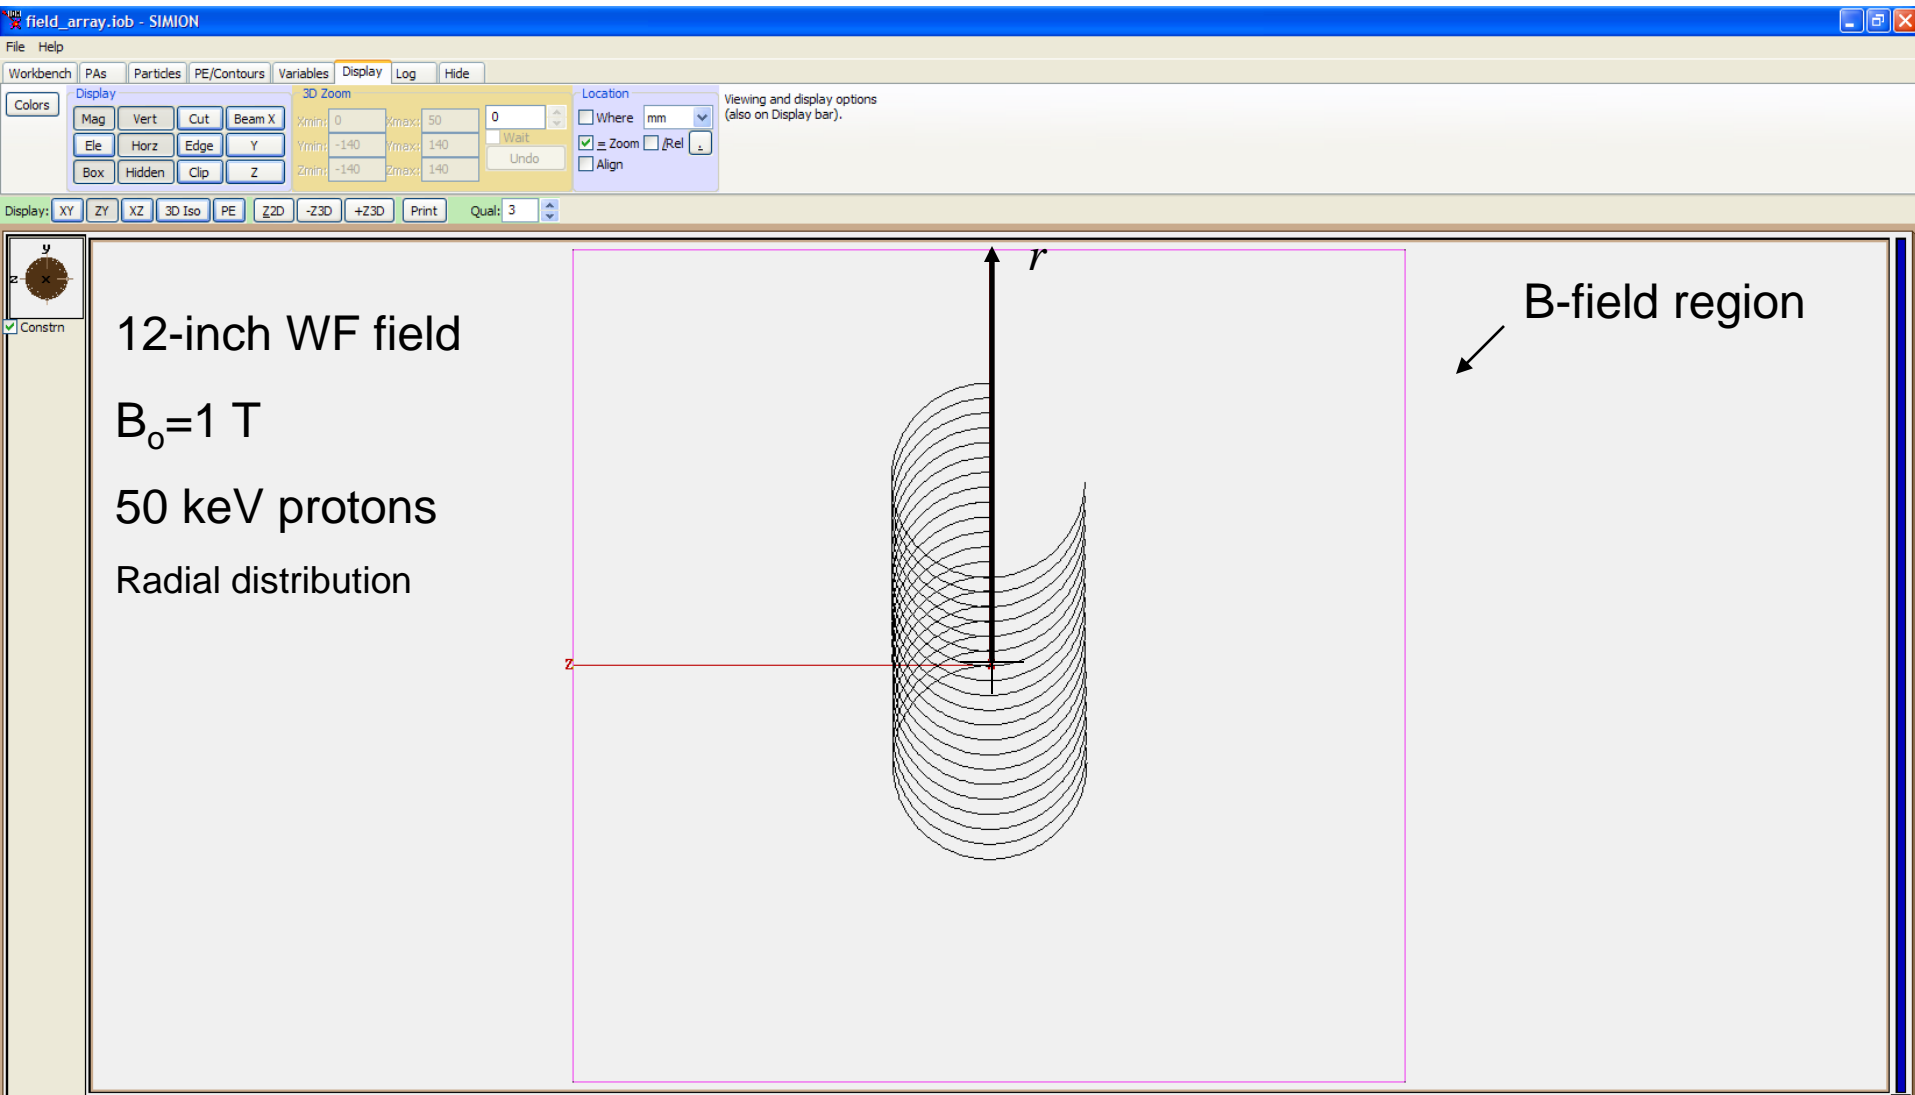 field_array.iob - SIMION
File Help
Workbench PAs Particles PE/Contours Variables Display Log Hide
Colors
Display
Mag Vert Cut Beam X
Ele Horz Edge Y
Box Hidden Clip Z
3D Zoom
Xmin: 0 Xmax: 50 0
Ymin: -140 Ymax: 140 Wait
Zmin: -140 Zmax: 140 Undo
Location
Where mm
= Zoom /Rel .
Align
Viewing and display options
(also on Display bar).
Display: XY ZY XZ 3D Iso PE Z2D -Z3D +Z3D Print Qual: 3
y
z x
Constrn
r
B-field region
12-inch WF field
Bo=1 T
50 keV protons
Radial distribution
z